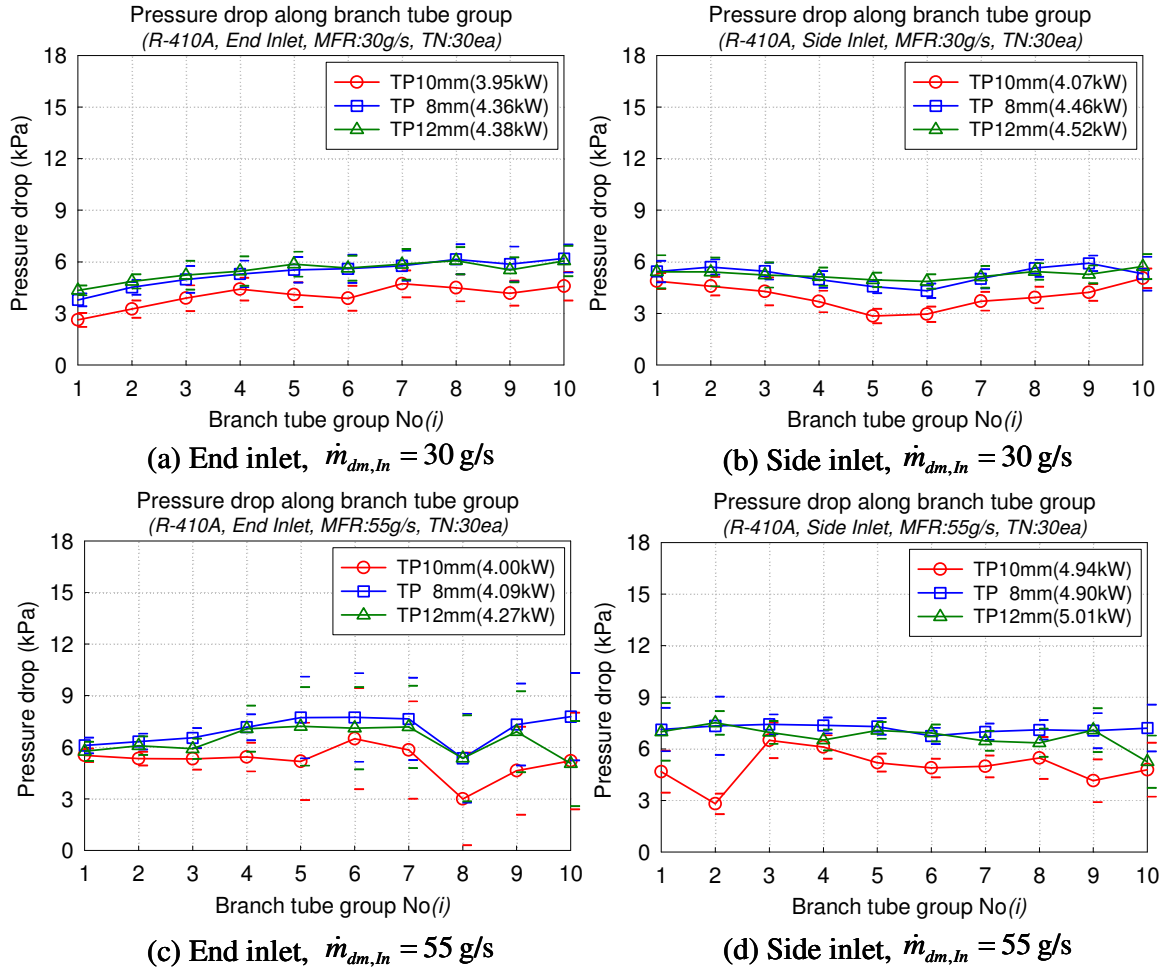 Pressure drop along branch tube group
(R-410A, End Inlet, MFR:30g/s, TN:30ea)
TP10mm(3.95kW)
TP 8mm(4.36kW)
TP12mm(4.38kW)
Pressure drop (kPa)
18
15
12
9
6
3
0
1 2 3 4 5 6 7 8 9 10
Branch tube group No(i)
(a) End inlet, ṁ_dm,In = 30 g/s
Pressure drop along branch tube group
(R-410A, Side Inlet, MFR:30g/s, TN:30ea)
TP10mm(4.07kW)
TP 8mm(4.46kW)
TP12mm(4.52kW)
Pressure drop (kPa)
18
15
12
9
6
3
0
1 2 3 4 5 6 7 8 9 10
Branch tube group No(i)
(b) Side inlet, ṁ_dm,In = 30 g/s
Pressure drop along branch tube group
(R-410A, End Inlet, MFR:55g/s, TN:30ea)
TP10mm(4.00kW)
TP 8mm(4.09kW)
TP12mm(4.27kW)
Pressure drop (kPa)
18
15
12
9
6
3
0
1 2 3 4 5 6 7 8 9 10
Branch tube group No(i)
(c) End inlet, ṁ_dm,In = 55 g/s
Pressure drop along branch tube group
(R-410A, Side Inlet, MFR:55g/s, TN:30ea)
TP10mm(4.94kW)
TP 8mm(4.90kW)
TP12mm(5.01kW)
Pressure drop (kPa)
18
15
12
9
6
3
0
1 2 3 4 5 6 7 8 9 10
Branch tube group No(i)
(d) Side inlet, ṁ_dm,In = 55 g/s